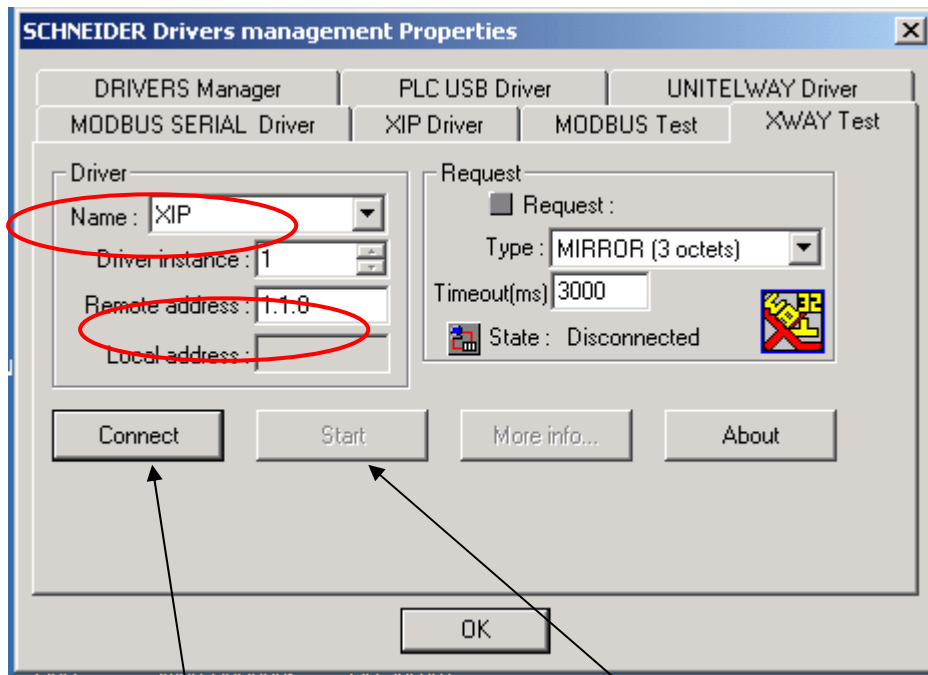 SCHNEIDER Drivers management Properties
DRIVERS Manager PLC USB Driver UNITELWAY Driver
MODBUS SERIAL Driver XIP Driver MODBUS Test XWAY Test
Driver
Name : XIP
Driver instance : 1
Remote address : 1.1.0
Local address :
Request
Request :
Type : MIRROR (3 octets)
Timeout(ms) 3000
State : Disconnected
Connect Start More info... About
OK